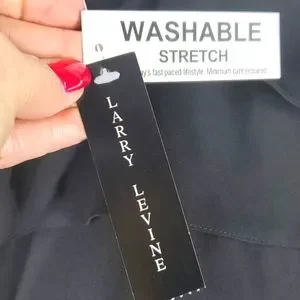 WASHABLE
STRETCH
's fast paced lifestyle. Minimum care required
LARRY LEVINE